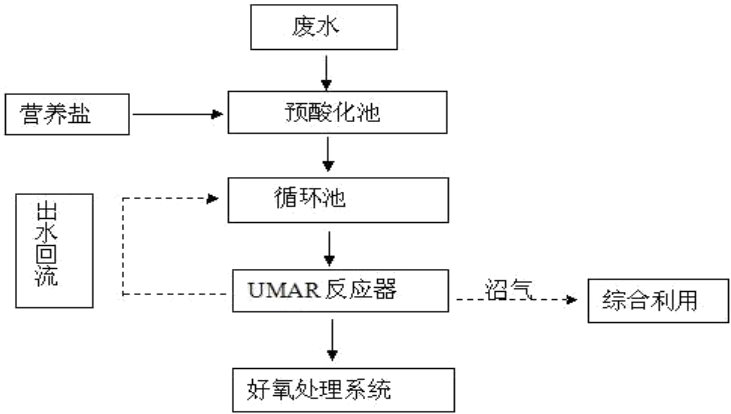 废水
营养盐
预酸化池
循环池
出水回流
UMAR反应器
沼气
综合利用
好氧处理系统